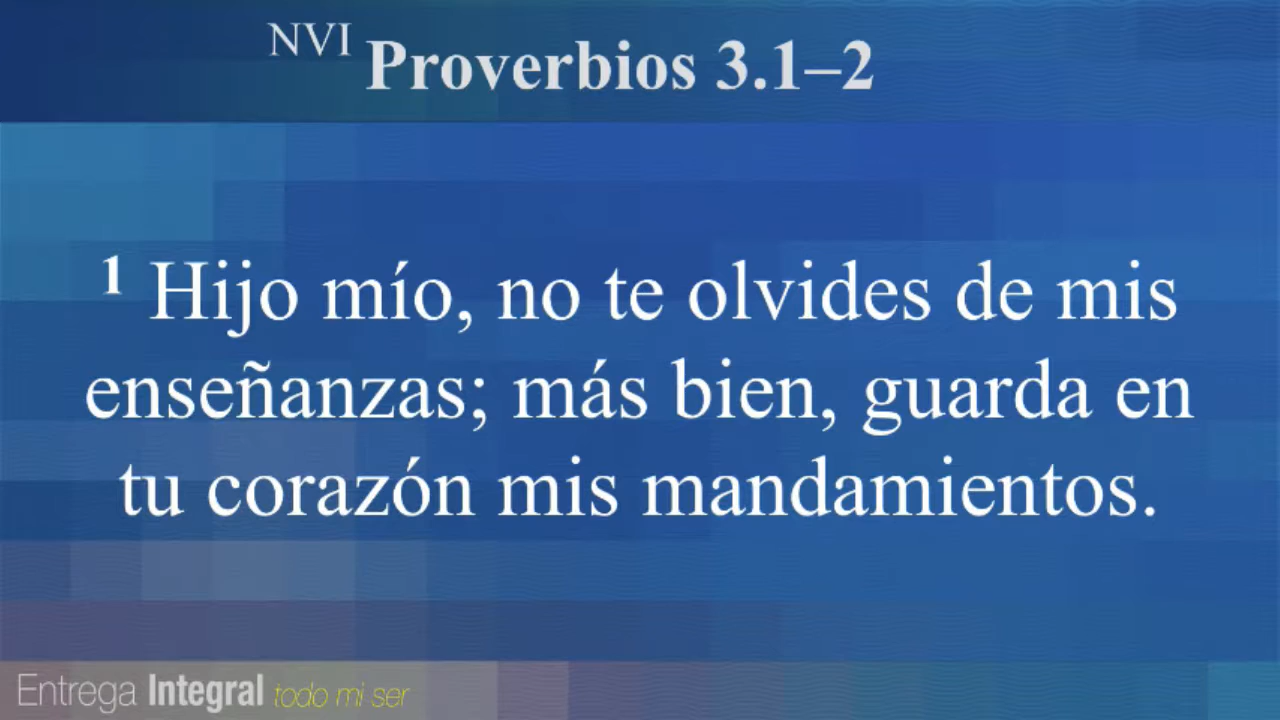 NVI Proverbios 3.1–2
1 Hijo mío, no te olvides de mis
enseñanzas; más bien, guarda en
tu corazón mis mandamientos.
Entrega Integral todo mi ser